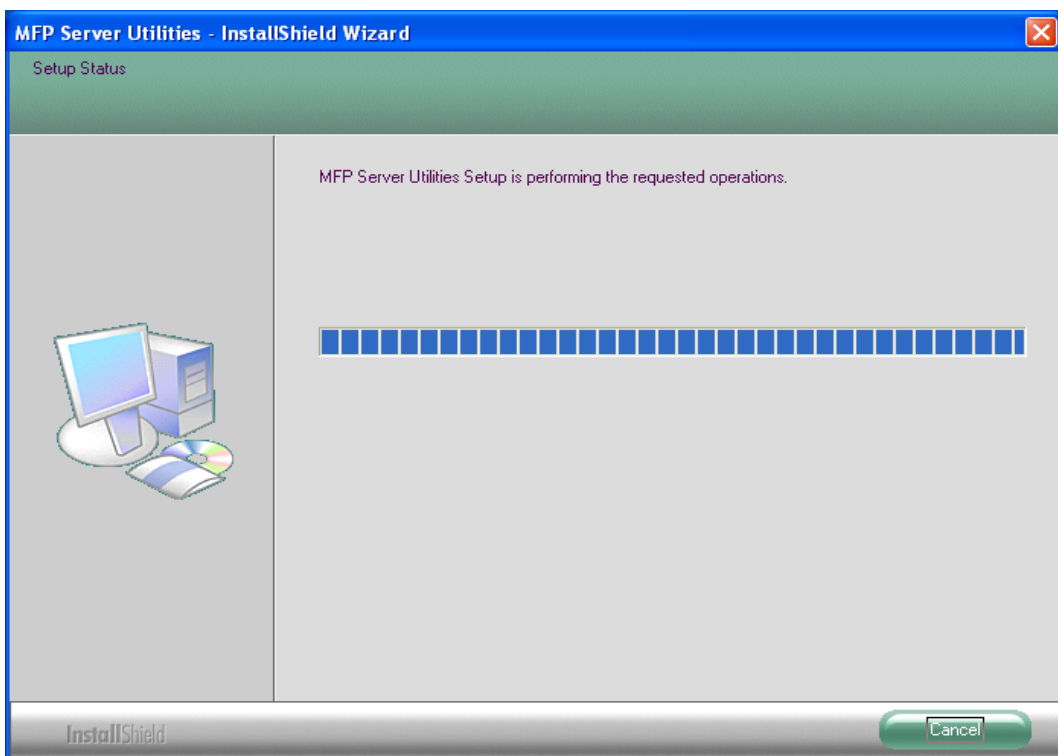 MFP Server Utilities - InstallShield Wizard
Setup Status
MFP Server Utilities Setup is performing the requested operations.
InstallShield
Cancel